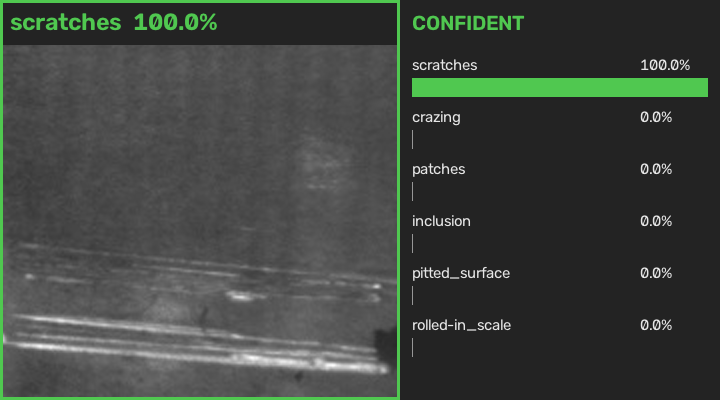 scratches 100.0%
CONFIDENT
scratches 100.0%
crazing 0.0%
patches 0.0%
inclusion 0.0%
pitted_surface 0.0%
rolled-in_scale 0.0%